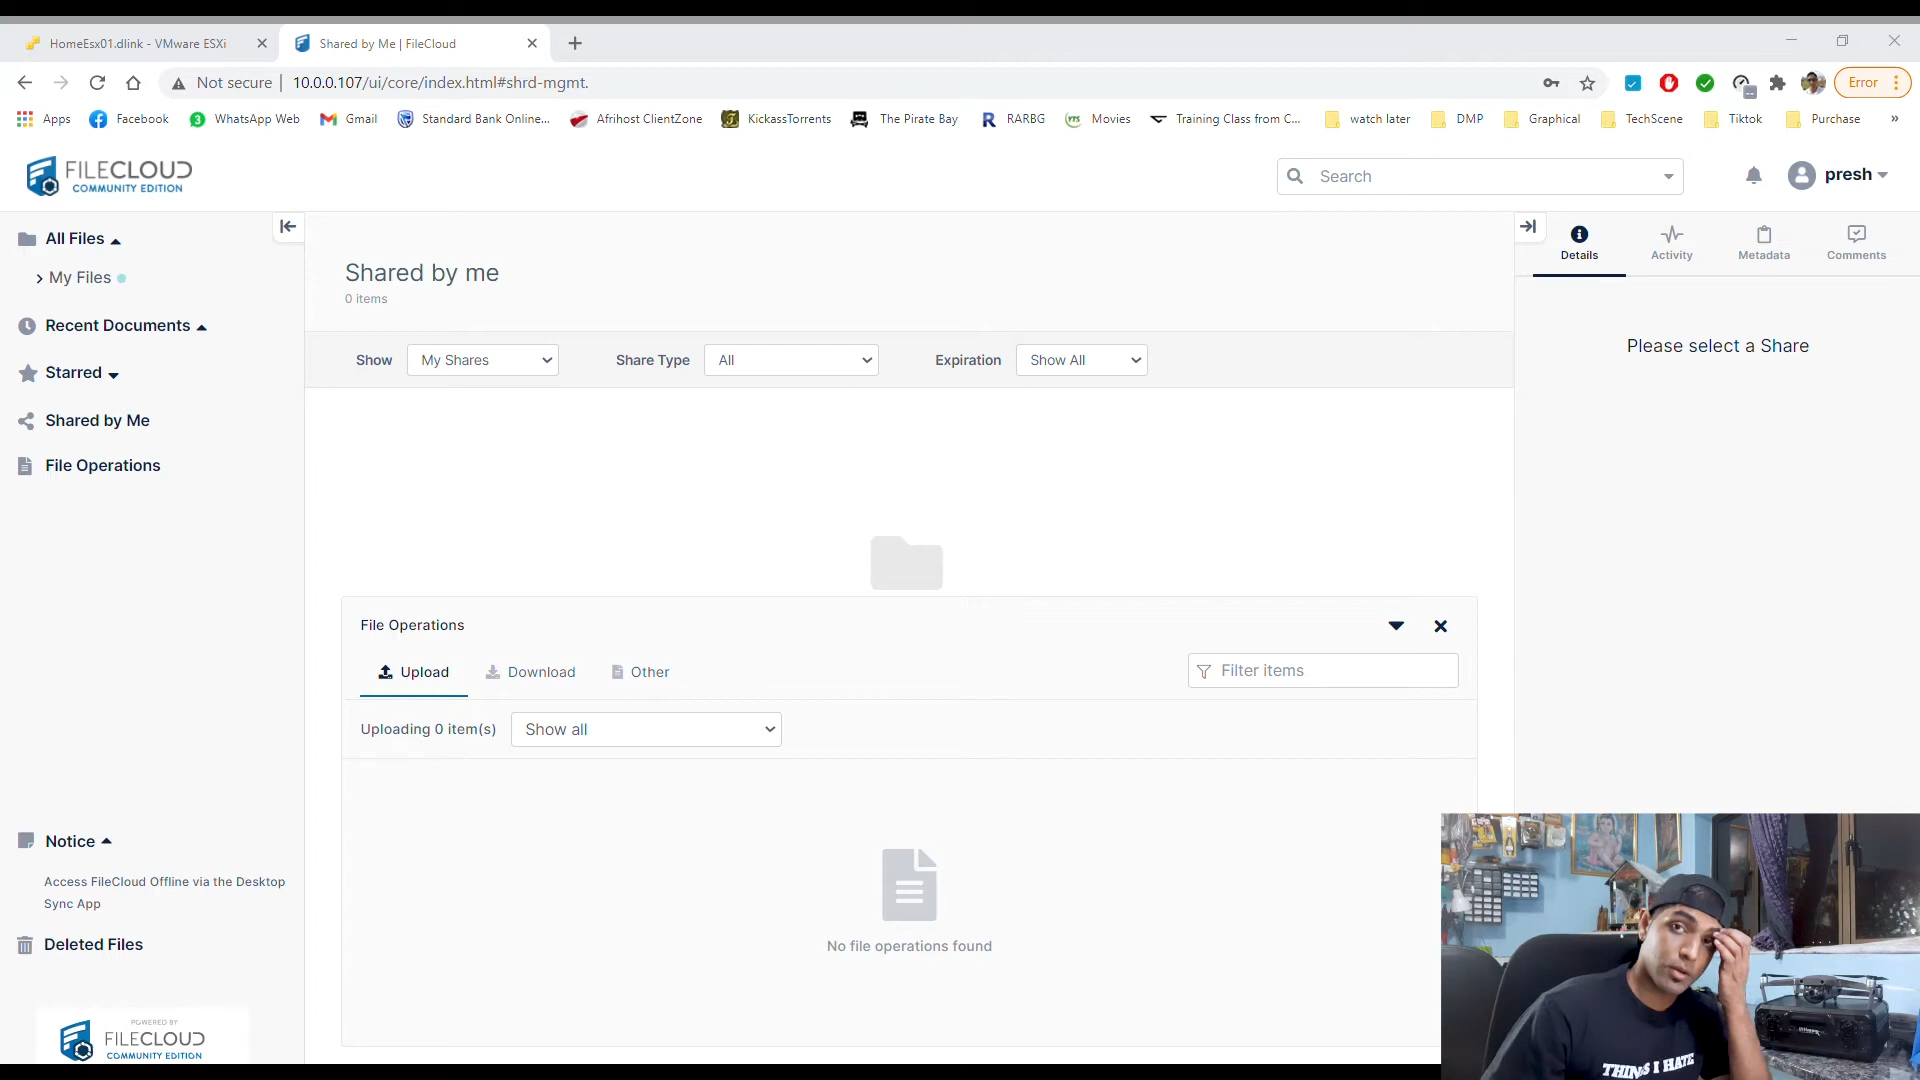 HomeEsx01.dlink - VMware ESXi
Shared by Me | FileCloud
Not secure
10.0.0.107/ui/core/index.html#shrd-mgmt.
Error
Apps
Facebook
WhatsApp Web
Gmail
Standard Bank Online...
Afrihost ClientZone
KickassTorrents
The Pirate Bay
RARBG
Movies
Training Class from C...
watch later
DMP
Graphical
TechScene
Tiktok
Purchase
»
FILECLOUD
COMMUNITY EDITION
Search
presh
All Files
My Files
Recent Documents
Starred
Shared by Me
File Operations
Shared by me
0 items
Show
My Shares
Share Type
All
Expiration
Show All
Details
Activity
Metadata
Comments
Please select a Share
File Operations
Upload
Download
Other
Filter items
Uploading 0 item(s)
Show all
No file operations found
Notice
Access FileCloud Offline via the Desktop
Sync App
Deleted Files
POWERED BY
FILECLOUD
COMMUNITY EDITION
THINGS I HATE